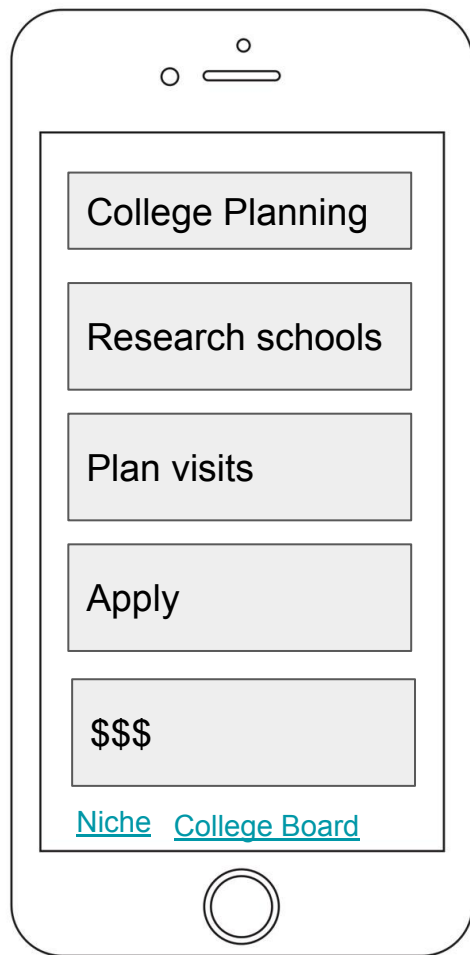 College Planning
Research schools
Plan visits
Apply
$$$
Niche College Board